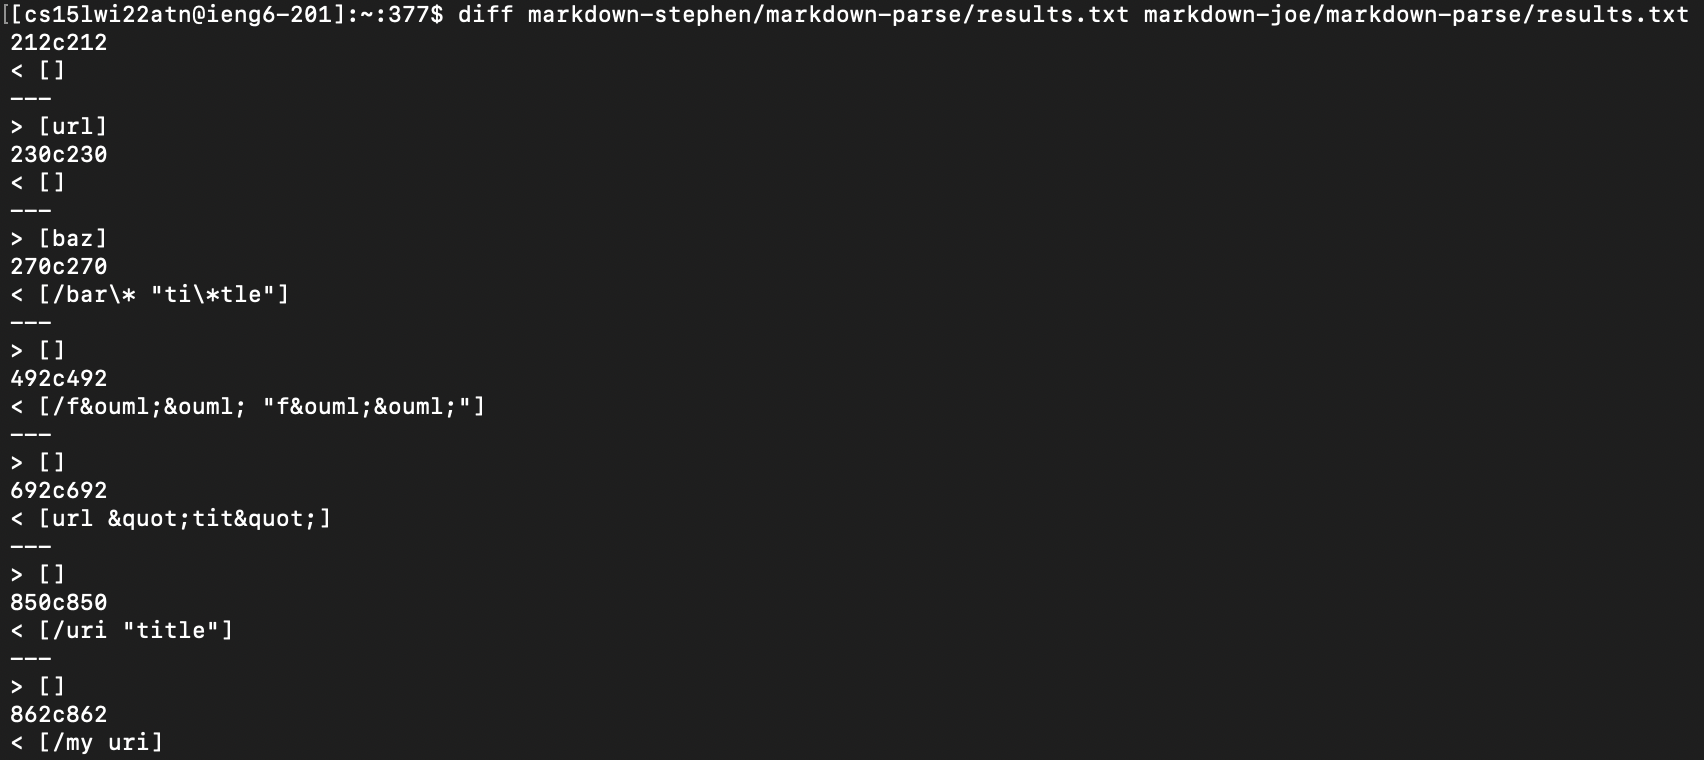 [[cs15lwi22atn@ieng6-201]:~:377$ diff markdown-stephen/markdown-parse/results.txt markdown-joe/markdown-parse/results.txt
212c212
< []
---
> [url]
230c230
< []
---
> [baz]
270c270
< [/bar\* "ti\*tle"]
---
> []
492c492
< [/f&ouml;&ouml; "f&ouml;&ouml;"]
---
> []
692c692
< [url &quot;tit&quot;]
---
> []
850c850
< [/uri "title"]
---
> []
862c862
< [/my uri]